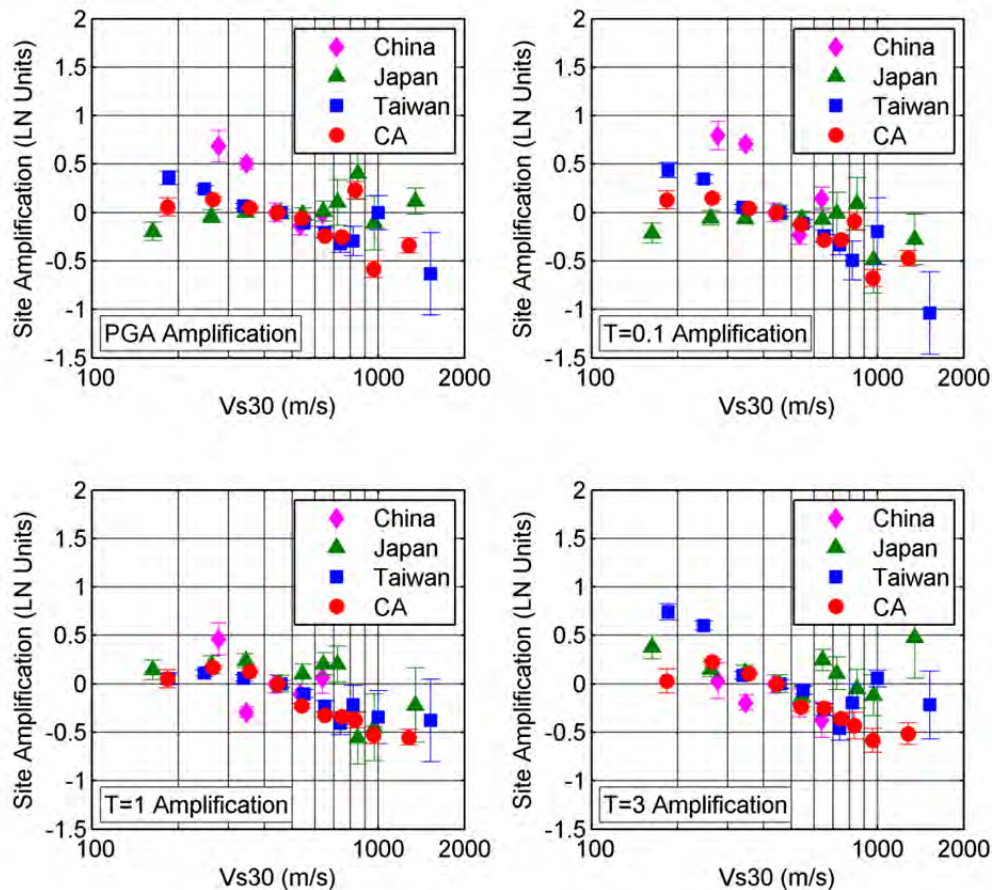 2
1.5
1
0.5
0
-0.5
-1
-1.5
Site Amplification (LN Units)
China
Japan
Taiwan
CA
PGA Amplification
100
1000
2000
Vs30 (m/s)
2
1.5
1
0.5
0
-0.5
-1
-1.5
Site Amplification (LN Units)
China
Japan
Taiwan
CA
T=0.1 Amplification
100
1000
2000
Vs30 (m/s)
2
1.5
1
0.5
0
-0.5
-1
-1.5
Site Amplification (LN Units)
China
Japan
Taiwan
CA
T=1 Amplification
100
1000
2000
Vs30 (m/s)
2
1.5
1
0.5
0
-0.5
-1
-1.5
Site Amplification (LN Units)
China
Japan
Taiwan
CA
T=3 Amplification
100
1000
2000
Vs30 (m/s)